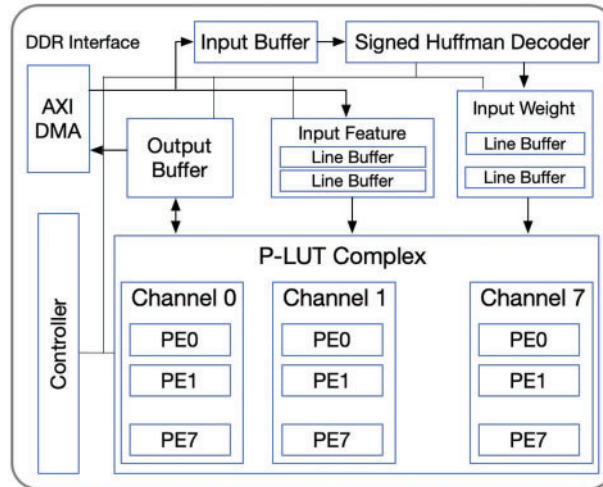 DDR Interface
Input Buffer
Signed Huffman Decoder
AXI
DMA
Output
Buffer
Input Feature
Line Buffer
Line Buffer
Input Weight
Line Buffer
Line Buffer
Controller
P-LUT Complex
Channel 0
PE0
PE1
PE7
Channel 1
PE0
PE1
PE7
Channel 7
PE0
PE1
PE7